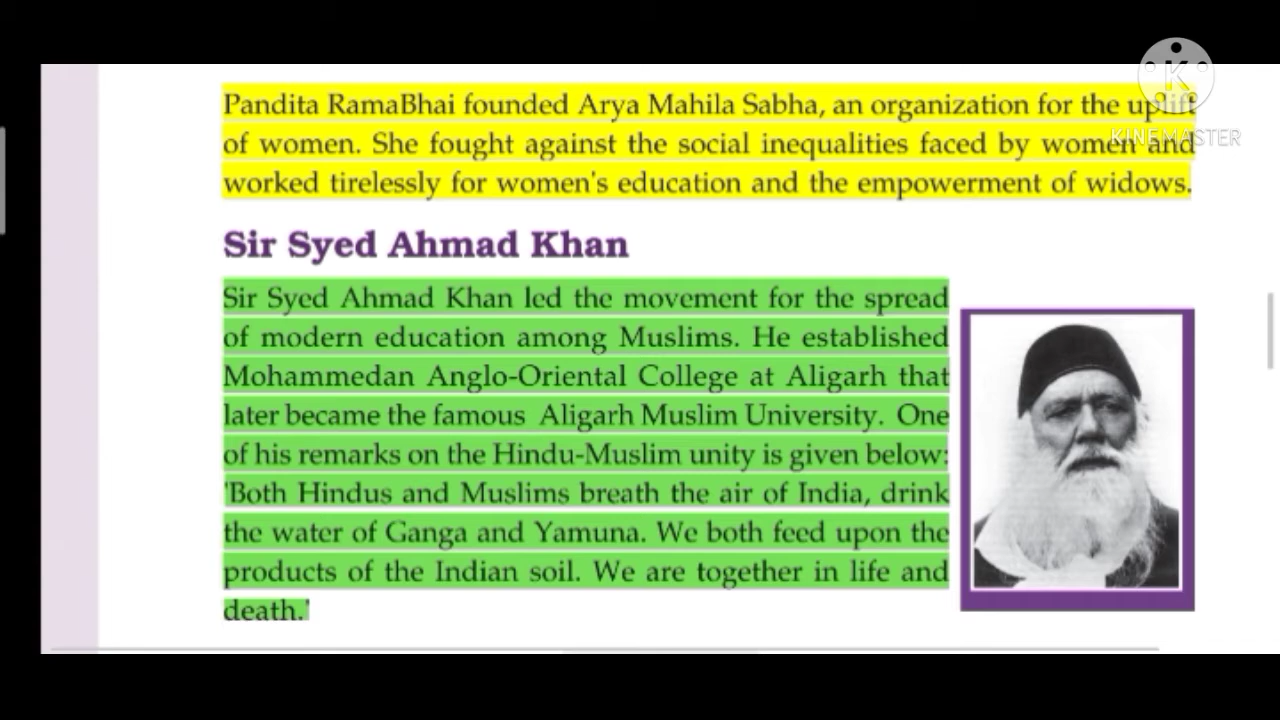 Pandita RamaBhai founded Arya Mahila Sabha, an organization for the uplift
of women. She fought against the social inequalities faced by women and
worked tirelessly for women's education and the empowerment of widows.
K
KINEMASTER
Sir Syed Ahmad Khan
Sir Syed Ahmad Khan led the movement for the spread
of modern education among Muslims. He established
Mohammedan Anglo-Oriental College at Aligarh that
later became the famous Aligarh Muslim University. One
of his remarks on the Hindu-Muslim unity is given below:
'Both Hindus and Muslims breath the air of India, drink
the water of Ganga and Yamuna. We both feed upon the
products of the Indian soil. We are together in life and
death.'